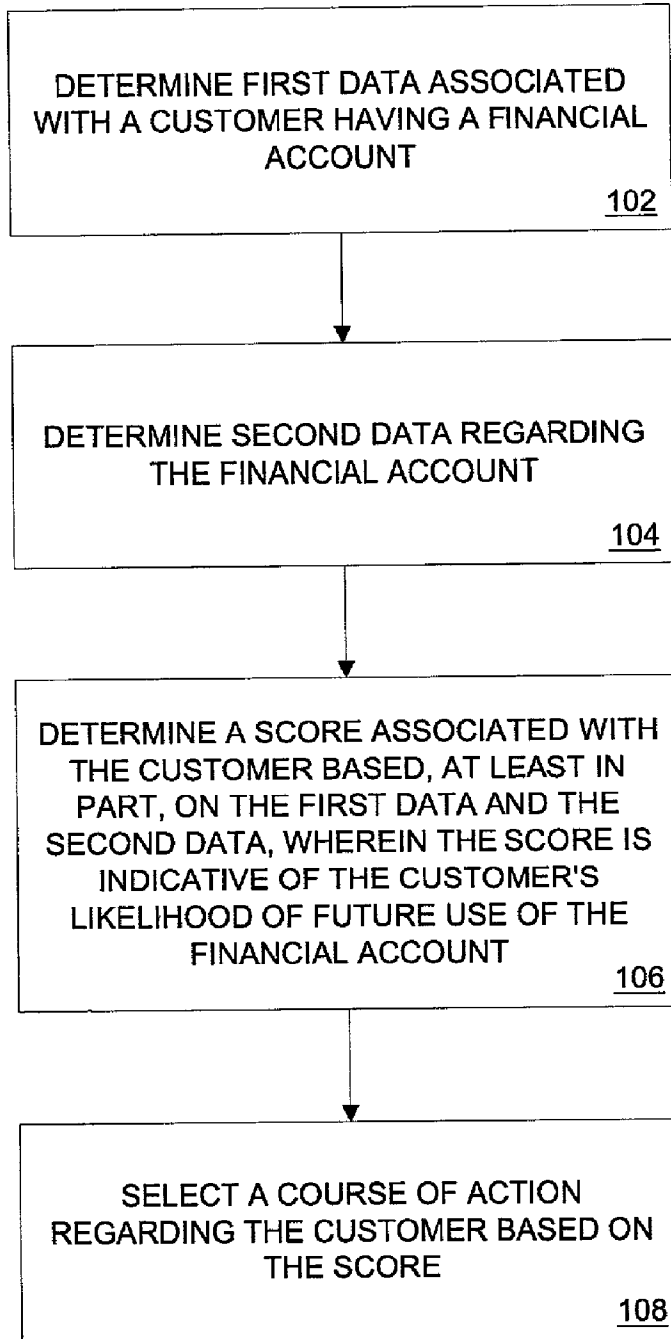 DETERMINE FIRST DATA ASSOCIATED
WITH A CUSTOMER HAVING A FINANCIAL
ACCOUNT
102
DETERMINE SECOND DATA REGARDING
THE FINANCIAL ACCOUNT
104
DETERMINE A SCORE ASSOCIATED WITH
THE CUSTOMER BASED, AT LEAST IN
PART, ON THE FIRST DATA AND THE
SECOND DATA, WHEREIN THE SCORE IS
INDICATIVE OF THE CUSTOMER'S
LIKELIHOOD OF FUTURE USE OF THE
FINANCIAL ACCOUNT
106
SELECT A COURSE OF ACTION
REGARDING THE CUSTOMER BASED ON
THE SCORE
108